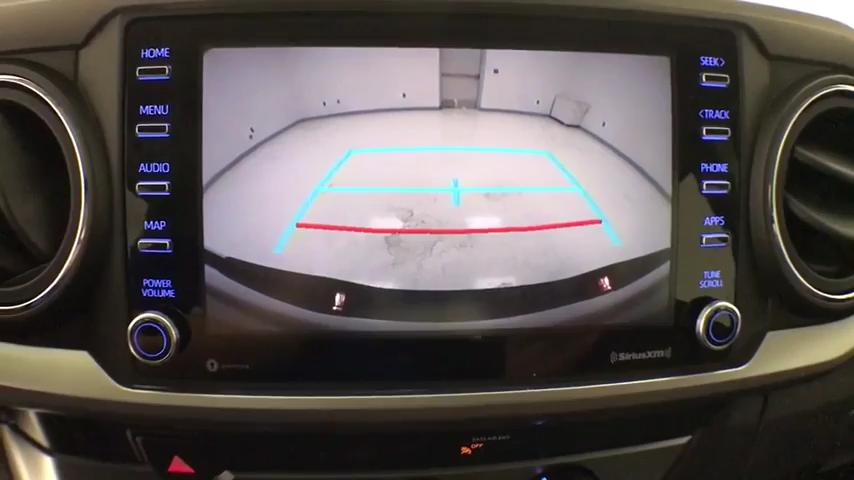 HOME
MENU
AUDIO
MAP
POWER
VOLUME
SEEK>
<TRACK
PHONE
APPS
TUNE
SCROLL
SiriusXM
OFF